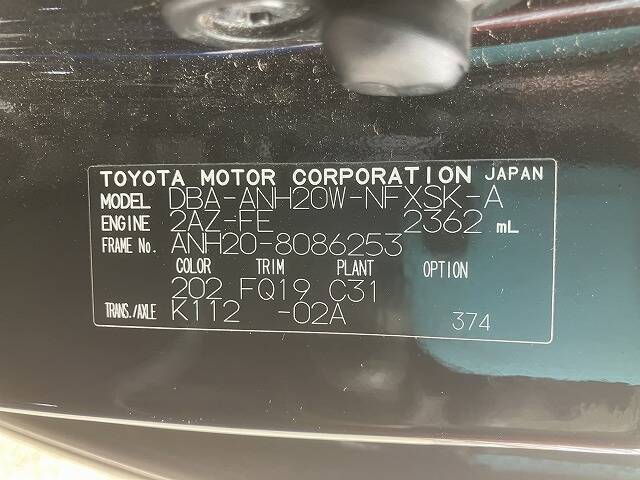 TOYOTA MOTOR CORPORATION JAPAN
MODEL DBA-ANH20W-NFXSK-A
ENGINE 2AZ-FE 2362 mL
FRAME No. ANH20-8086253
COLOR TRIM PLANT OPTION
202 FQ19 C31
TRANS./AXLE K112 -02A 374